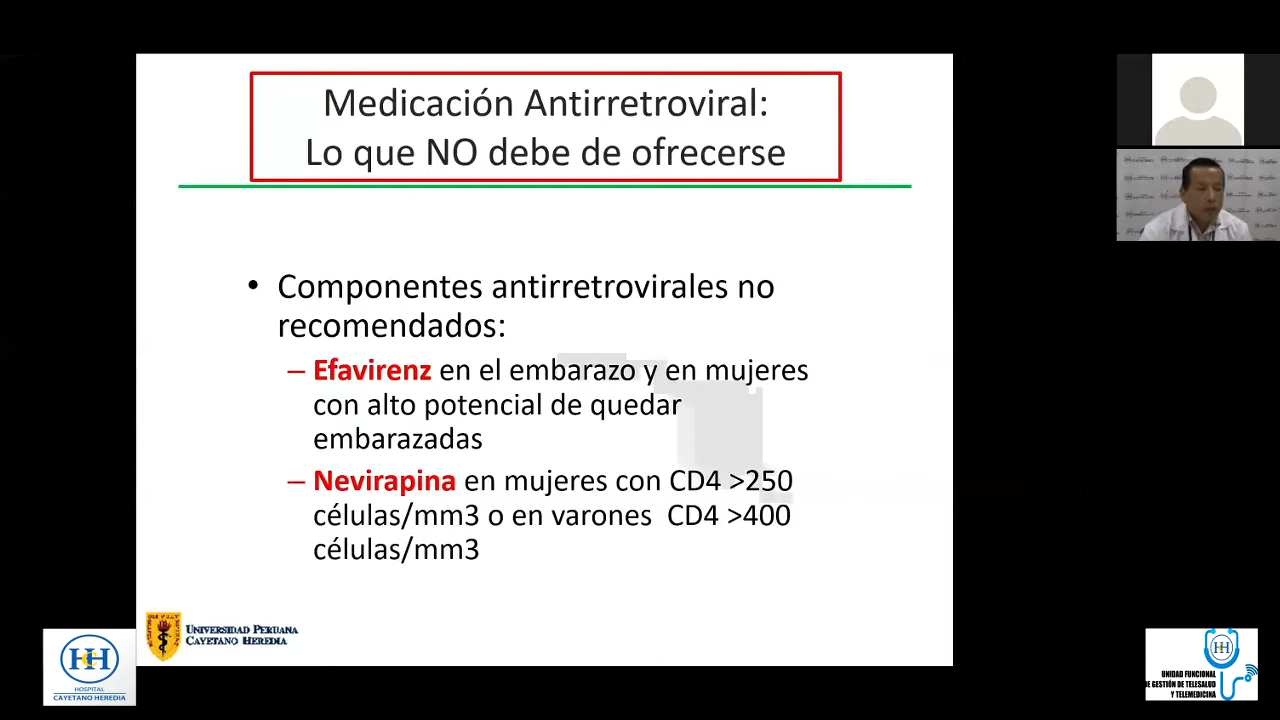 Medicación Antirretroviral:
Lo que NO debe de ofrecerse
• Componentes antirretrovirales no
recomendados:
– Efavirenz en el embarazo y en mujeres
con alto potencial de quedar
embarazadas
– Nevirapina en mujeres con CD4 >250
células/mm3 o en varones CD4 >400
células/mm3
UNIVERSIDAD PERUANA
CAYETANO HEREDIA
HOSPITAL
CAYETANO HEREDIA
UNIDAD FUNCIONAL
DE GESTIÓN DE TELESALUD
Y TELEMEDICINA